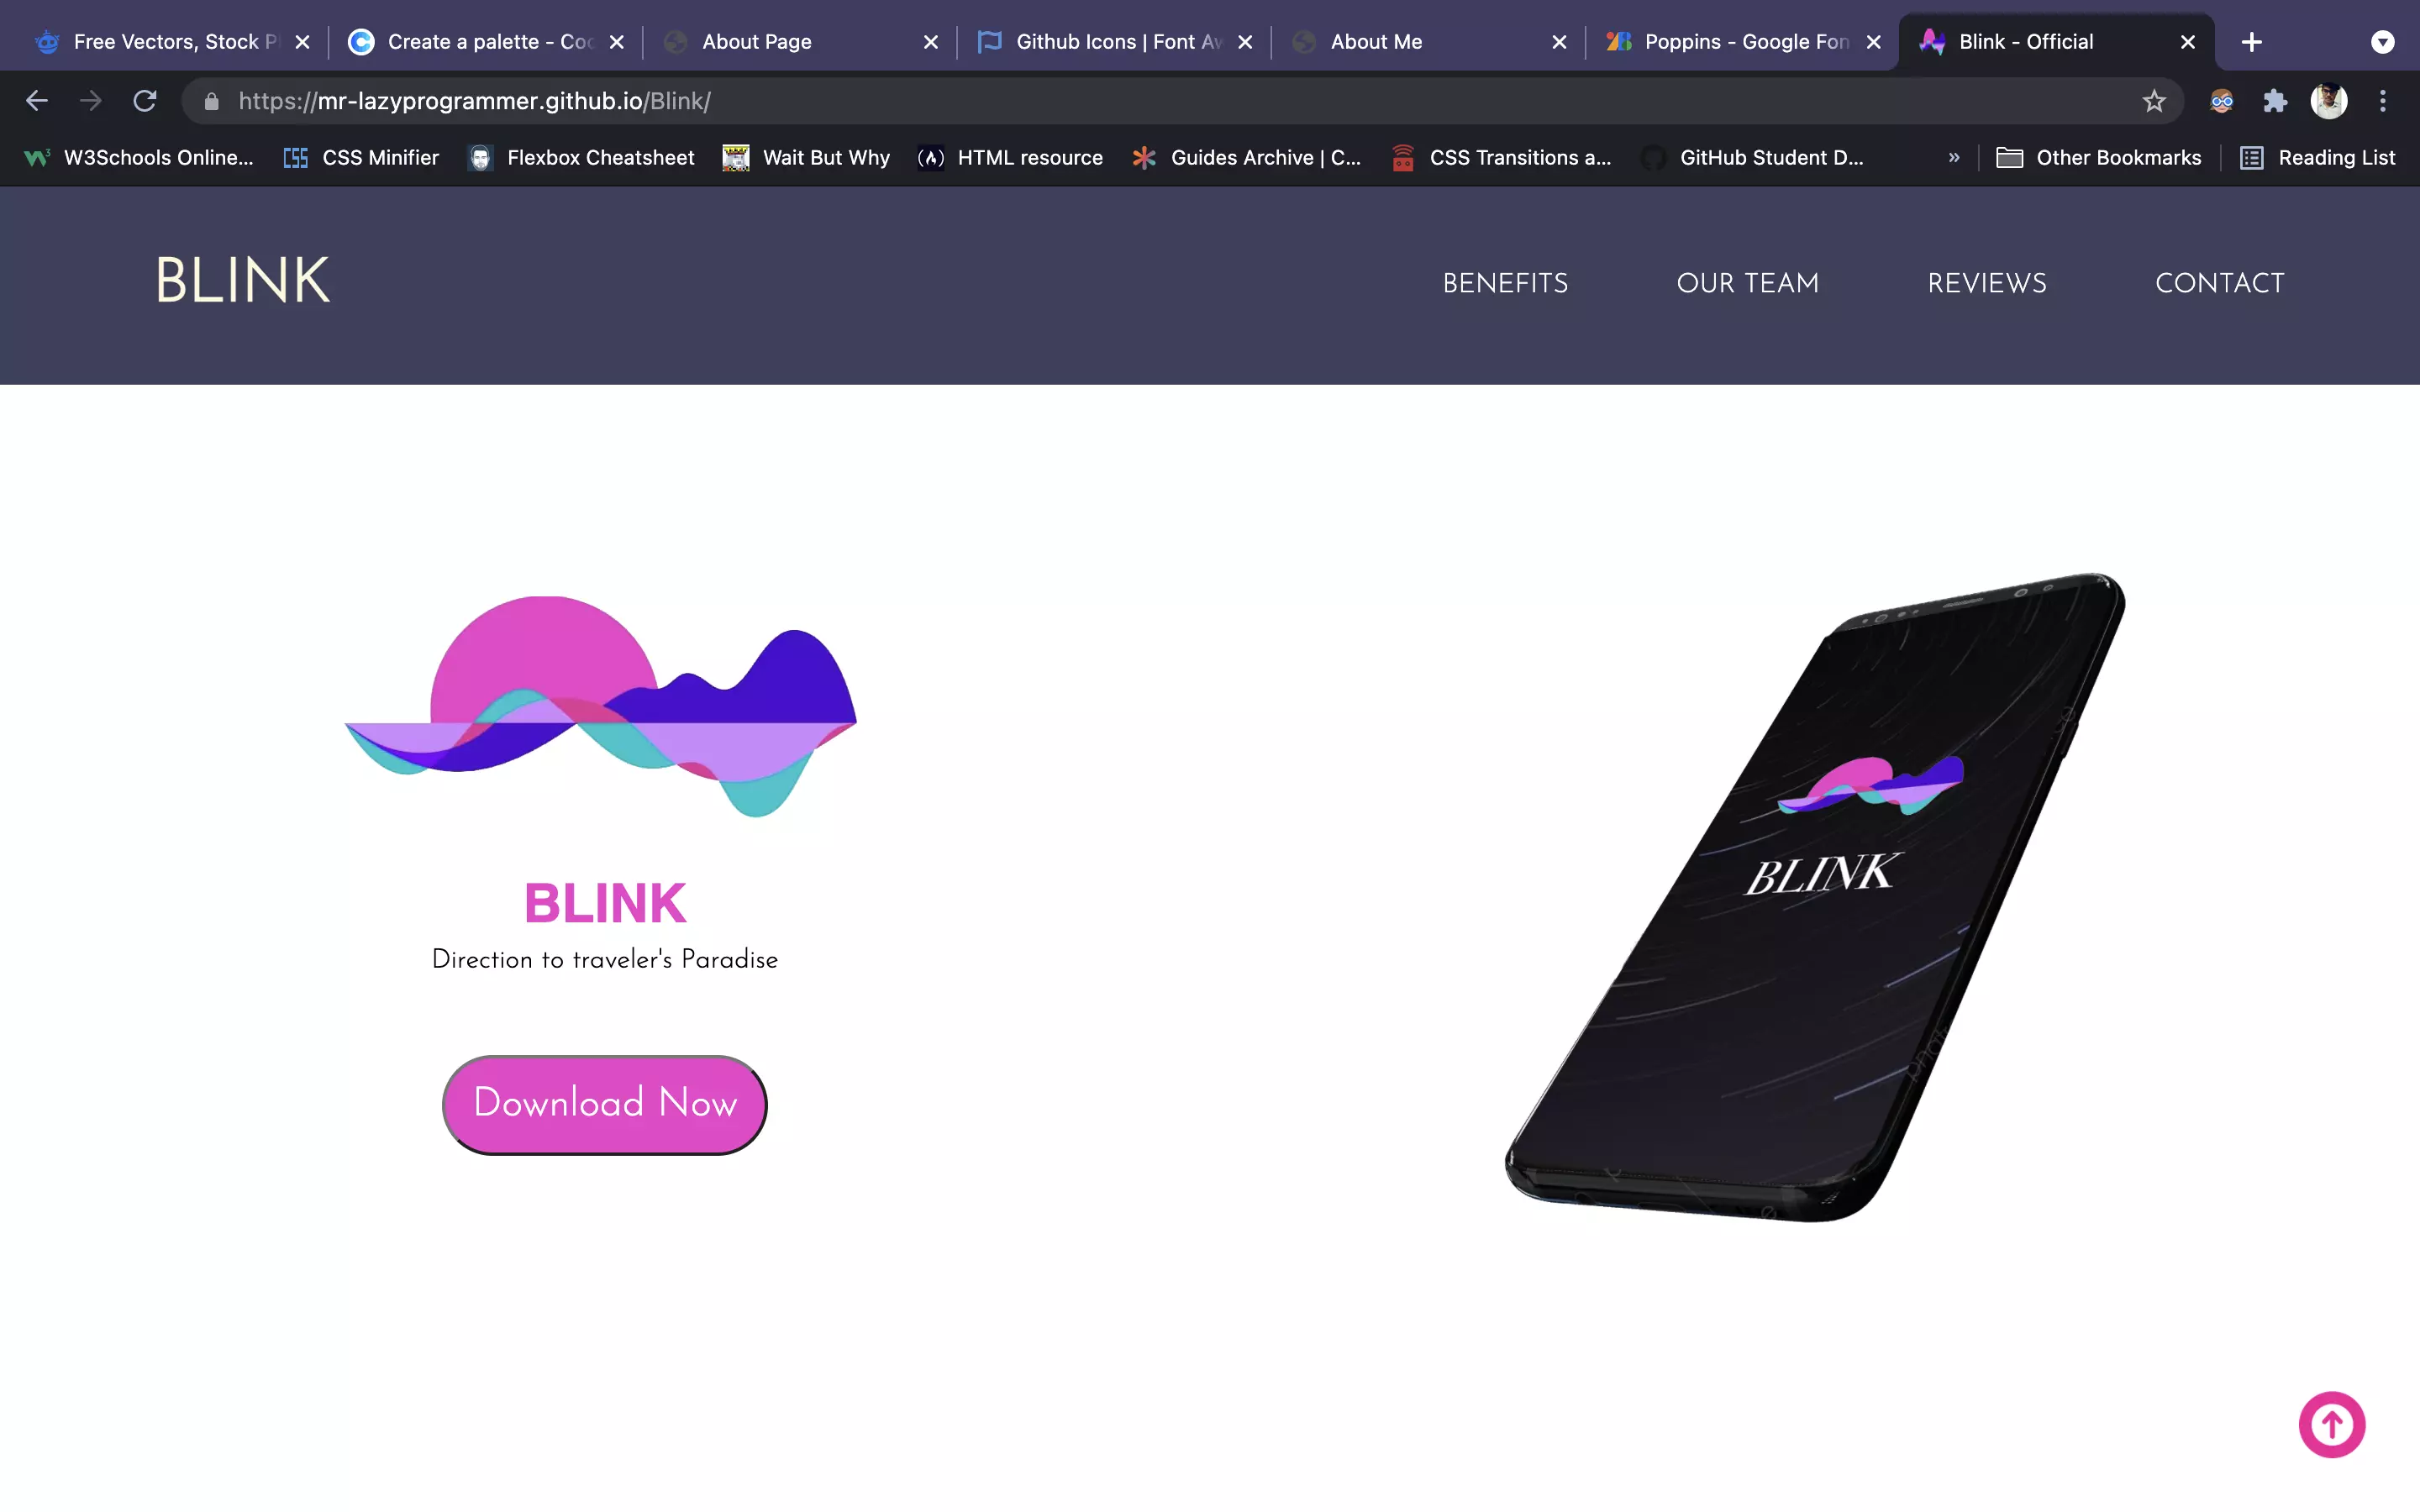 Free Vectors, Stock P
Create a palette - Coo
About Page
Github Icons | Font Aw
About Me
Poppins - Google Fon
Blink - Official
https://mr-lazyprogrammer.github.io/Blink/
W3Schools Online...
CSS Minifier
Flexbox Cheatsheet
Wait But Why
HTML resource
Guides Archive | C...
CSS Transitions a...
GitHub Student D...
»
Other Bookmarks
Reading List
BLINK
BENEFITS
OUR TEAM
REVIEWS
CONTACT
BLINK
Direction to traveler's Paradise
Download Now
BLINK